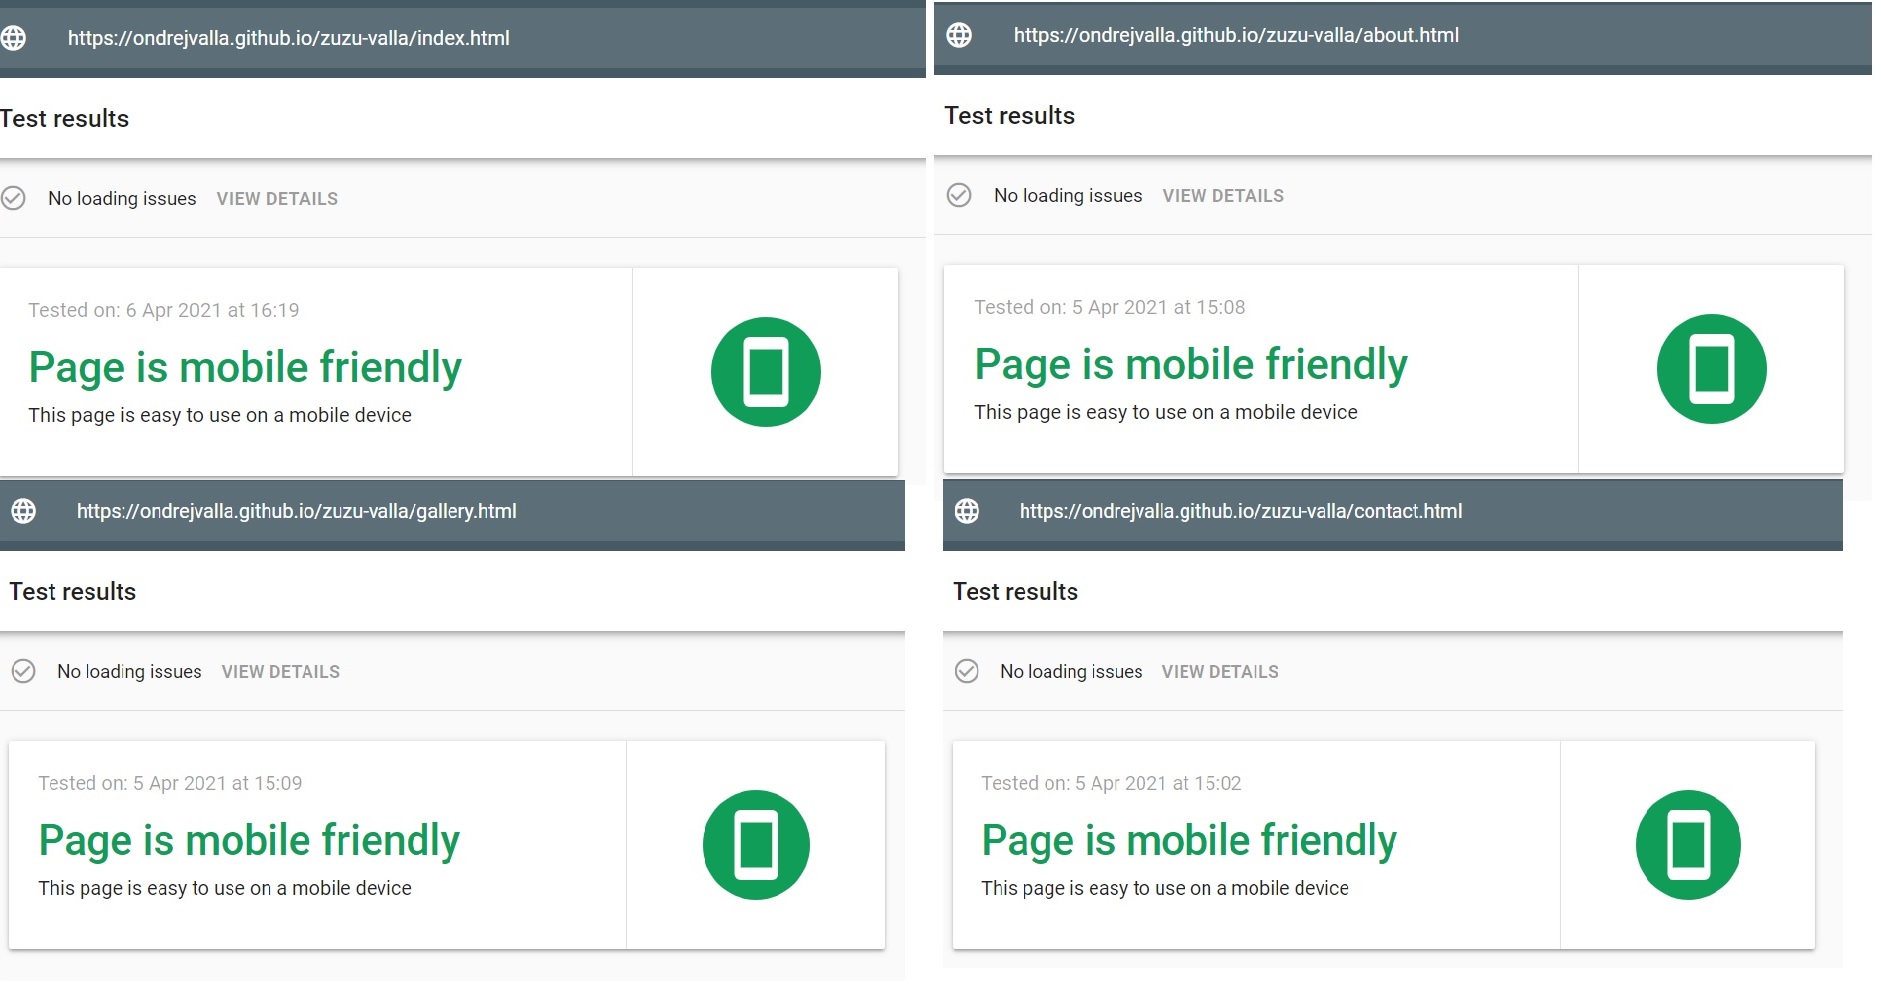 https://ondrejvalla.github.io/zuzu-valla/index.html
Test results
No loading issues VIEW DETAILS
Tested on: 6 Apr 2021 at 16:19
Page is mobile friendly
This page is easy to use on a mobile device
https://ondrejvalla.github.io/zuzu-valla/about.html
Test results
No loading issues VIEW DETAILS
Tested on: 5 Apr 2021 at 15:08
Page is mobile friendly
This page is easy to use on a mobile device
https://ondrejvalla.github.io/zuzu-valla/gallery.html
Test results
No loading issues VIEW DETAILS
Tested on: 5 Apr 2021 at 15:09
Page is mobile friendly
This page is easy to use on a mobile device
https://ondrejvalla.github.io/zuzu-valla/contact.html
Test results
No loading issues VIEW DETAILS
Tested on: 5 Apr 2021 at 15:02
Page is mobile friendly
This page is easy to use on a mobile device